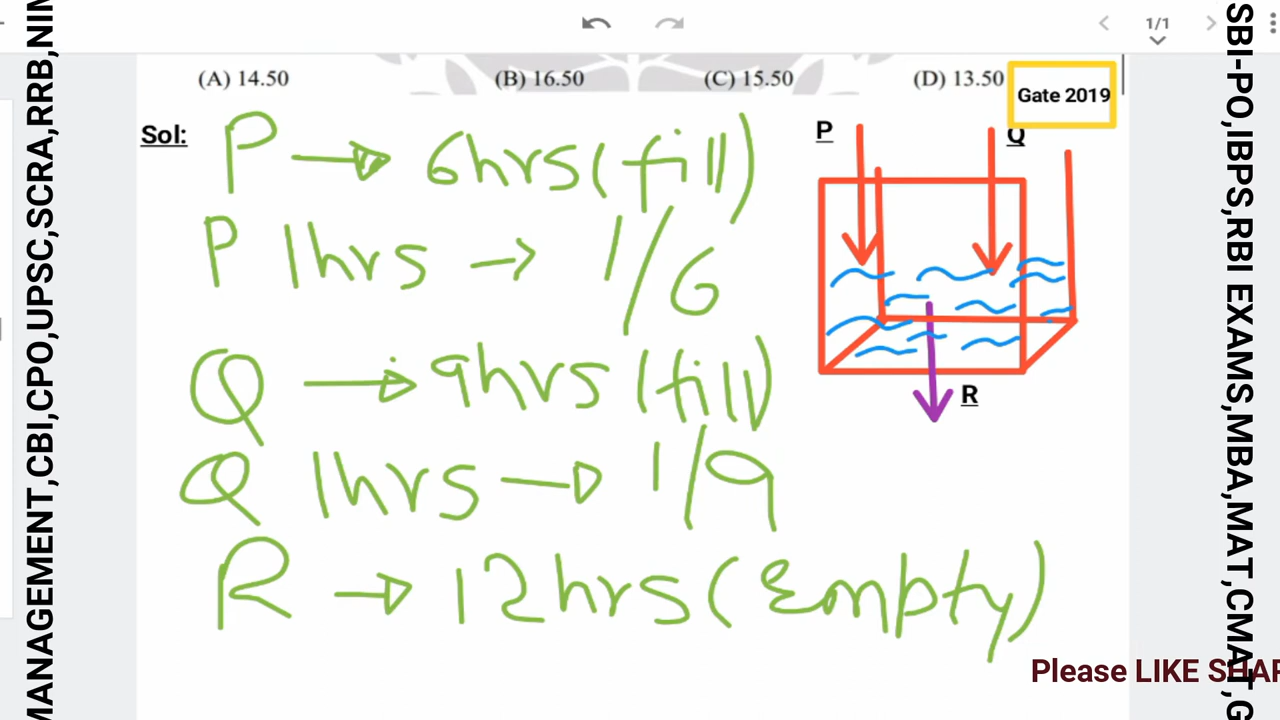 1/1
(A) 14.50 (B) 16.50 (C) 15.50 (D) 13.50
Gate 2019
Sol:
P → 6hrs(fill)
P 1hrs → 1/6
Q → 9hrs (fill)
Q 1hrs → 1/9
R → 12hrs (Empty)
P
Q
R
MANAGEMENT,CBI,CPO,UPSC,SCRA,RRB,NIM
SBI-PO,IBPS,RBI EXAMS,MBA,MAT,CMAT,G
Please LIKE SHAR